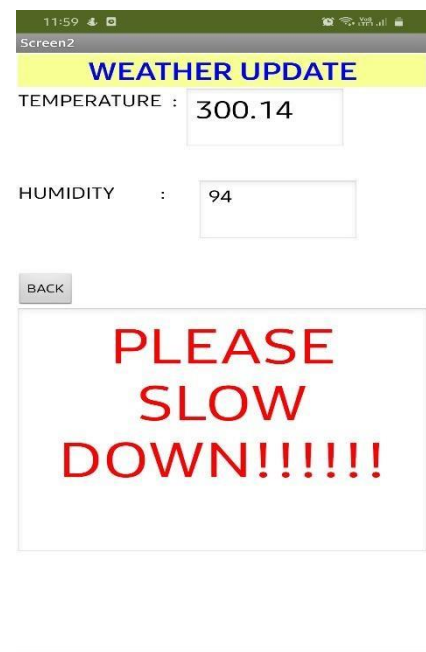 11:59
Screen2
WEATHER UPDATE
TEMPERATURE : 300.14
HUMIDITY : 94
BACK
PLEASE
SLOW
DOWN!!!!!!